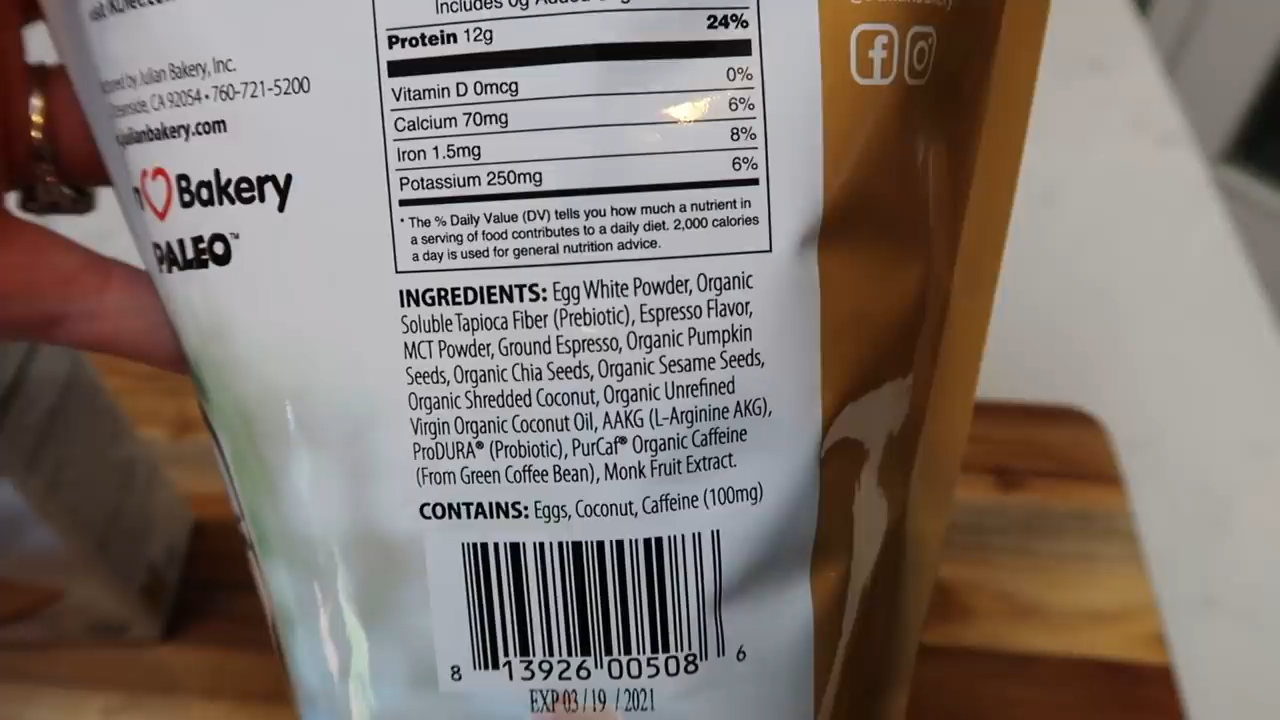 Includes 0g
Protein 12g 24%
Vitamin D 0mcg 0%
Calcium 70mg 6%
Iron 1.5mg 8%
Potassium 250mg 6%
* The % Daily Value (DV) tells you how much a nutrient in
a serving of food contributes to a daily diet. 2,000 calories
a day is used for general nutrition advice.
by Julian Bakery, Inc.
CA 92054 • 760-721-5200
julianbakery.com
Bakery
PALEO™
INGREDIENTS: Egg White Powder, Organic
Soluble Tapioca Fiber (Prebiotic), Espresso Flavor,
MCT Powder, Ground Espresso, Organic Pumpkin
Seeds, Organic Chia Seeds, Organic Sesame Seeds,
Organic Shredded Coconut, Organic Unrefined
Virgin Organic Coconut Oil, AAKG (L-Arginine AKG),
ProDURA® (Probiotic), PurCaf® Organic Caffeine
(From Green Coffee Bean), Monk Fruit Extract.
CONTAINS: Eggs, Coconut, Caffeine (100mg)
8 13926 00508 6
EXP 03/19/2021